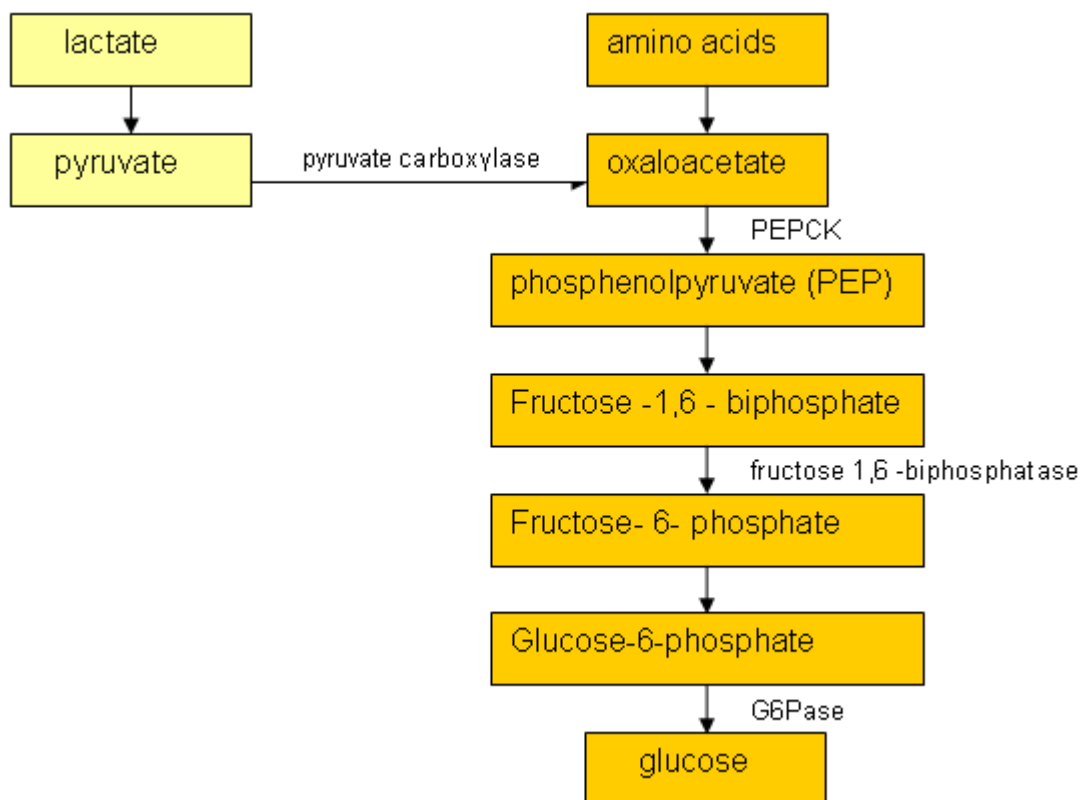 lactate
amino acids
pyruvate
pyruvate carboxylase
oxaloacetate
PEPCK
phosphenolpyruvate (PEP)
Fructose -1,6 - biphosphate
fructose 1,6 -biphosphatase
Fructose- 6- phosphate
Glucose-6-phosphate
G6Pase
glucose